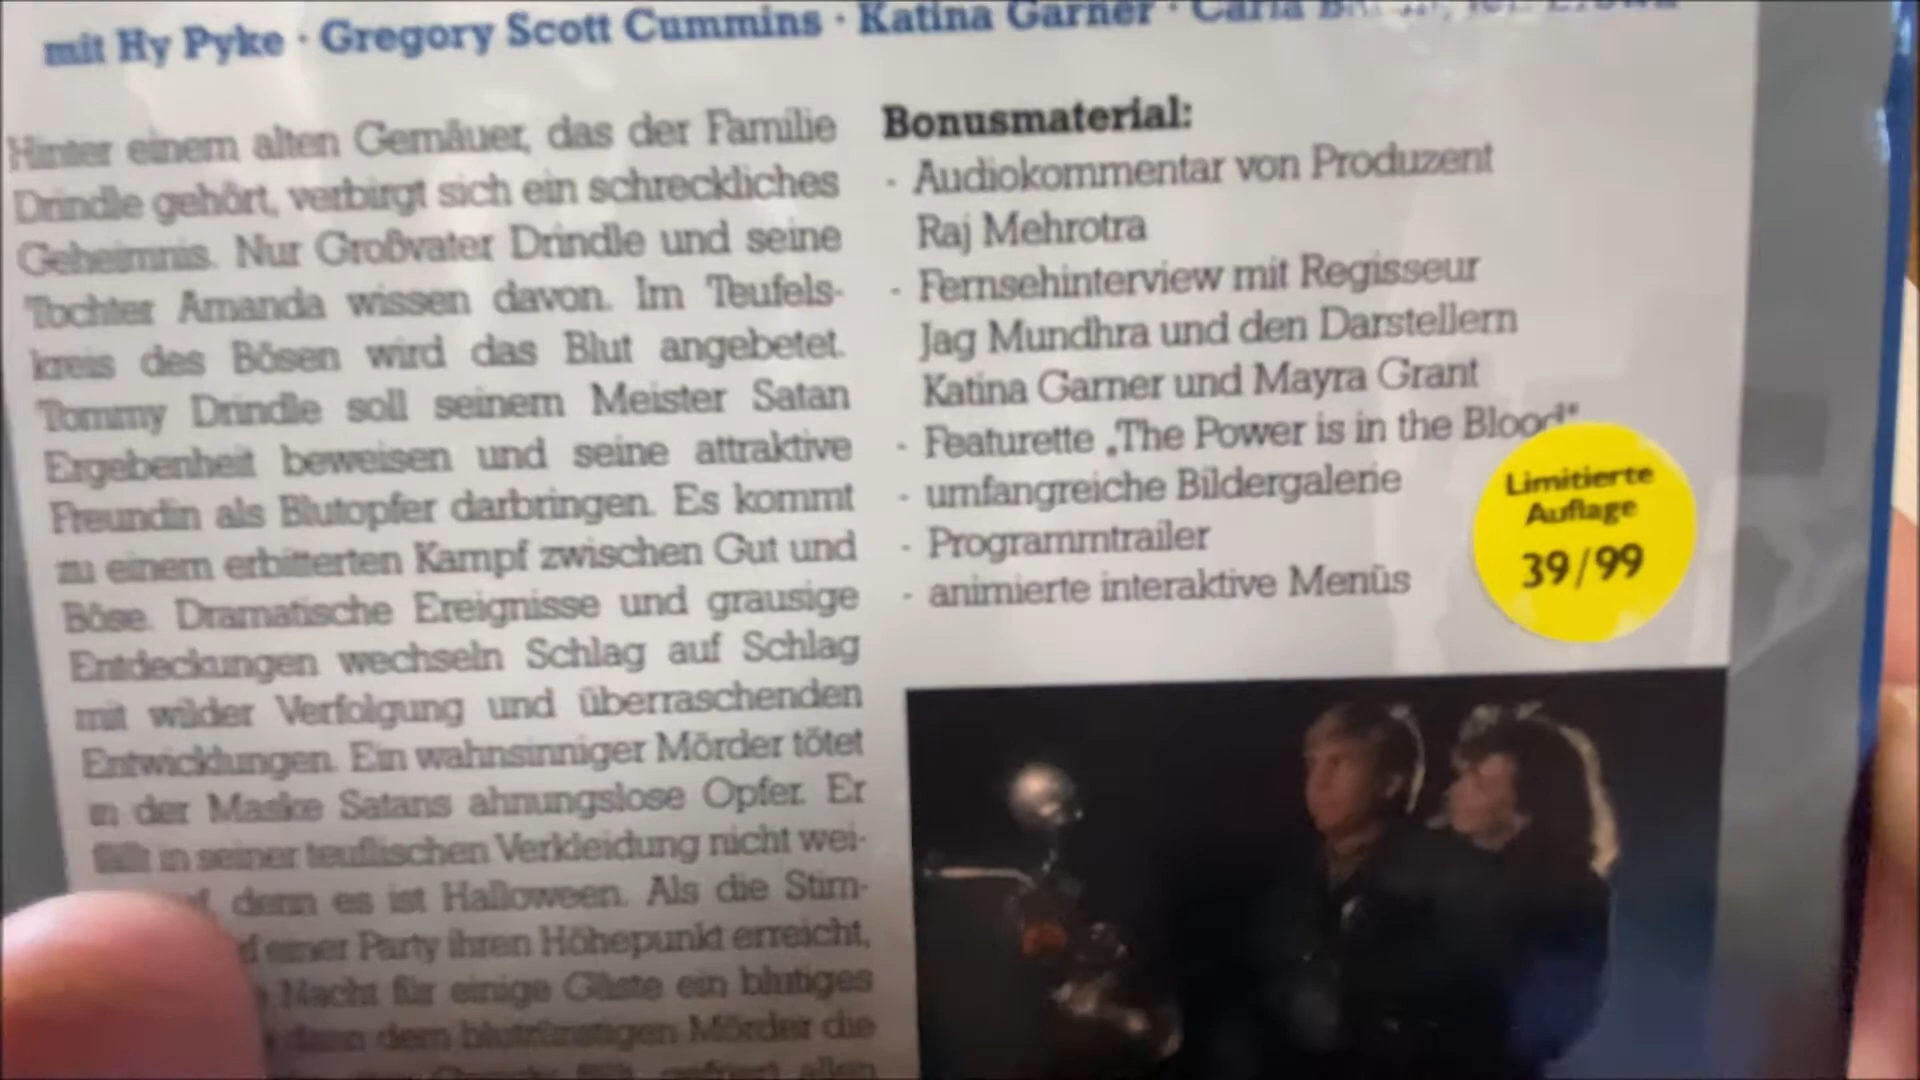 mit Hy Pyke · Gregory Scott Cummins · Katina Garner · Carla
Hinter einem alten Gemäuer, das der Familie
Drindle gehört, verbirgt sich ein schreckliches
Geheimnis. Nur Großvater Drindle und seine
Tochter Amanda wissen davon. Im Teufels-
kreis des Bösen wird das Blut angebetet.
Tommy Drindle soll seinem Meister Satan
Ergebenheit beweisen und seine attraktive
Freundin als Blutopfer darbringen. Es kommt
zu einem erbitterten Kampf zwischen Gut und
Böse. Dramatische Ereignisse und grausige
Entdeckungen wechseln Schlag auf Schlag
mit wilder Verfolgung und überraschenden
Entwicklungen. Ein wahnsinniger Mörder tötet
in der Maske Satans ahnungslose Opfer. Er
fällt in seiner teuflischen Verkleidung nicht wei-
denn es ist Halloween. Als die Stim-
einer Party ihren Höhepunkt erreicht,
Nacht für einige Gäste ein blutiges
dann dem blutrünstigen Mörder die
Bonusmaterial:
- Audiokommentar von Produzent
Raj Mehrotra
- Fernsehinterview mit Regisseur
Jag Mundhra und den Darstellern
Katina Garner und Mayra Grant
- Featurette „The Power is in the Blood"
- umfangreiche Bildergalerie
- Programmtrailer
- animierte interaktive Menüs
Limitierte
Auflage
39/99